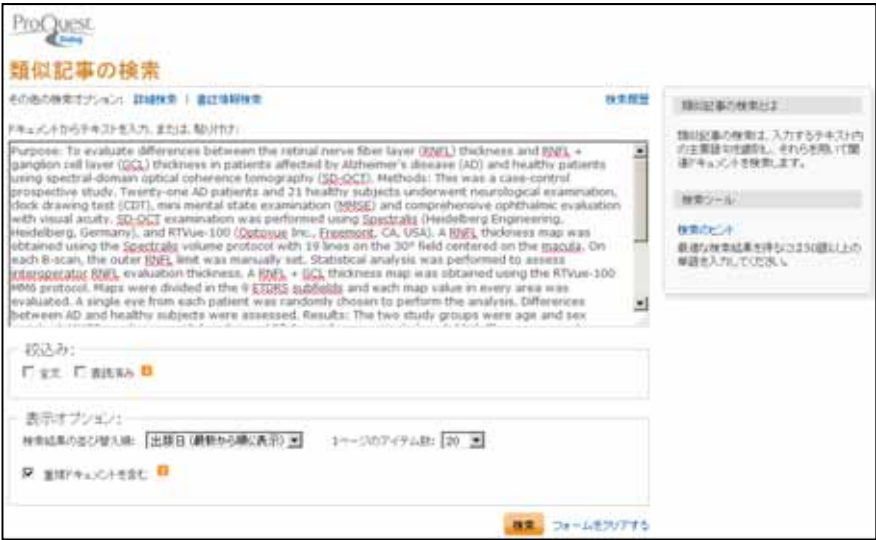 ProQuest
Dialog
類似記事の検索
その他の検索オプション: 詳細検索 | 書誌情報検索
検索履歴
ドキュメントからテキストを入力、または、貼り付け:
Purpose: To evaluate differences between the retinal nerve fiber layer (RNFL) thickness and RNFL +
ganglion cell layer (GCL) thickness in patients affected by Alzheimer's disease (AD) and healthy patients
using spectral-domain optical coherence tomography (SD-OCT). Methods: This was a case-control
prospective study. Twenty-one AD patients and 21 healthy subjects underwent neurological examination,
clock drawing test (CDT), mini mental state examination (MMSE) and comprehensive ophthalmic evaluation
with visual acuity. SD-OCT examination was performed using Spectralis (Heidelberg Engineering,
Heidelberg, Germany), and RTVue-100 (Optovue Inc., Freemont, CA, USA). A RNFL thickness map was
obtained using the Spectralis volume protocol with 19 lines on the 30° field centered on the macula. On
each B-scan, the outer RNFL limit was manually set. Statistical analysis was performed to assess
interoperator RNFL evaluation thickness. A RNFL + GCL thickness map was obtained using the RTVue-100
MM6 protocol. Maps were divided in the 9 ETDRS subfields and each map value in every area was
evaluated. A single eye from each patient was randomly chosen to perform the analysis. Differences
between AD and healthy subjects were assessed. Results: The two study groups were age and sex
絞込み:
全文 査読済み
表示オプション:
検索結果の並び替え順: 出版日(最新から順に表示) 1ページのアイテム数: 20
重複ドキュメントを含む
検索 フォームをクリアする
類似記事の検索とは
類似記事の検索は、入力するテキスト内
の主要語句を識別し、それらを用いて関
連ドキュメントを検索します。
検索ツール
検索のヒント
最適な検索結果を得るには50語以上の
単語を入力してください。